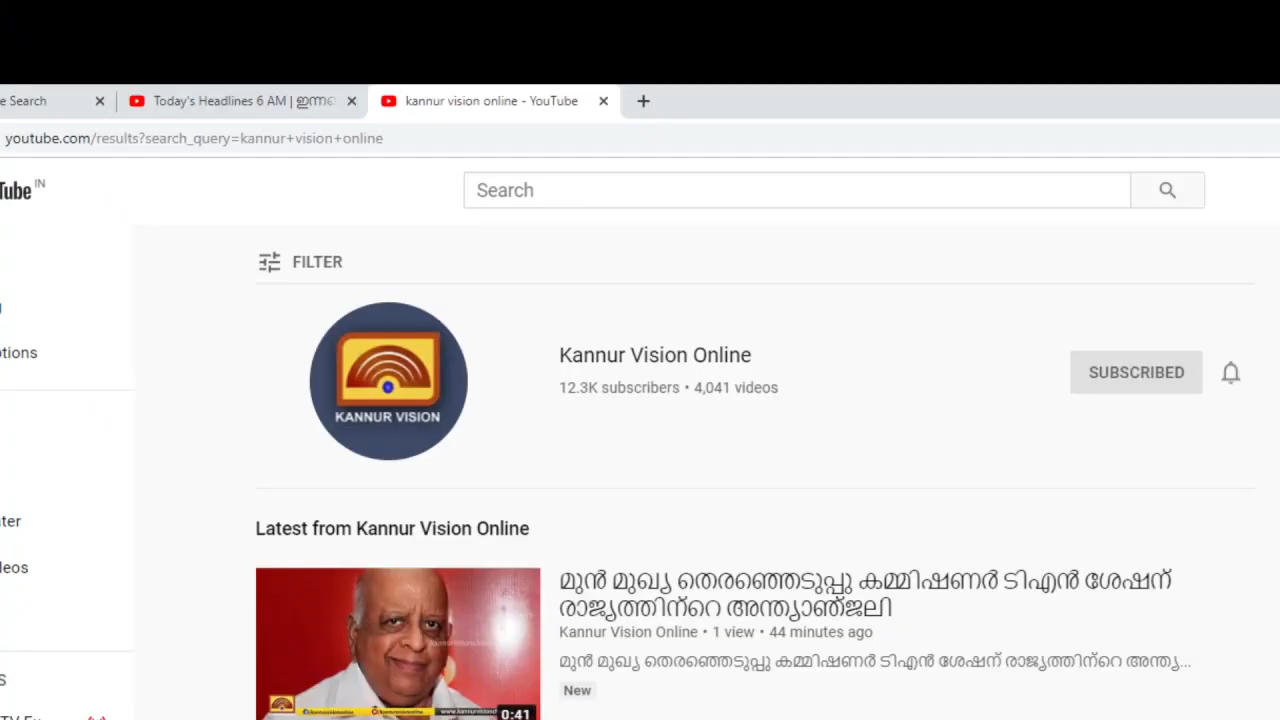 e Search
Today's Headlines 6 AM |
kannur vision online - YouTube
youtube.com/results?search_query=kannur+vision+online
Tube IN
Search
FILTER
otions
KANNUR VISION
Kannur Vision Online
12.3K subscribers • 4,041 videos
SUBSCRIBED
Latest from Kannur Vision Online
മുൻ മുഖ്യ തെരഞ്ഞെടുപ്പു കമ്മിഷണർ ടിഎൻ ശേഷന്
രാജ്യത്തിന്റെ അന്ത്യാഞ്ജലി
Kannur Vision Online • 1 view • 44 minutes ago
മുൻ മുഖ്യ തെരഞ്ഞെടുപ്പു കമ്മിഷണർ ടിഎൻ ശേഷന് രാജ്യത്തിന്റെ അന്ത്യ...
New
0:41